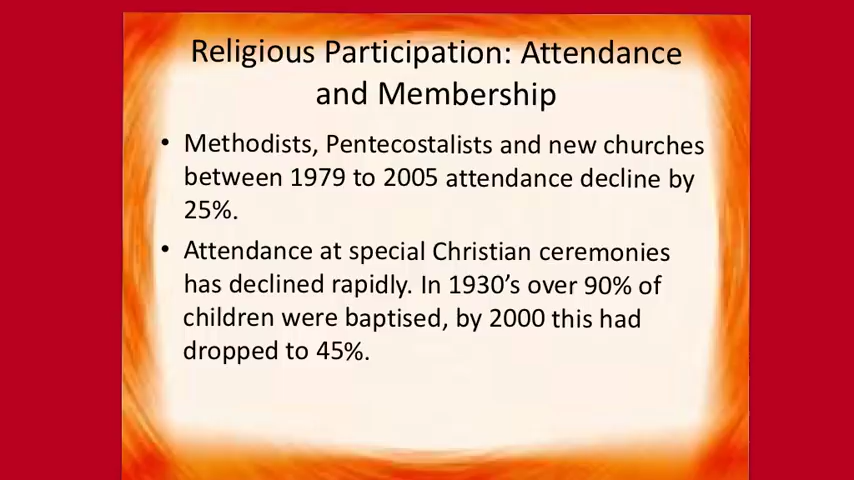 Religious Participation: Attendance
and Membership
• Methodists, Pentecostalists and new churches
between 1979 to 2005 attendance decline by
25%.
• Attendance at special Christian ceremonies
has declined rapidly. In 1930’s over 90% of
children were baptised, by 2000 this had
dropped to 45%.